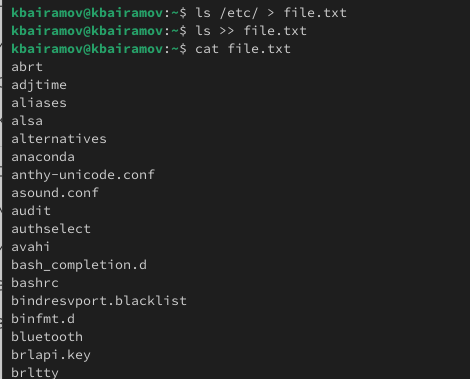 kbairamov@kbairamov:~$ ls /etc/ > file.txt
kbairamov@kbairamov:~$ ls >> file.txt
kbairamov@kbairamov:~$ cat file.txt
abrt
adjtime
aliases
alsa
alternatives
anaconda
anthy-unicode.conf
asound.conf
audit
authselect
avahi
bash_completion.d
bashrc
bindresvport.blacklist
binfmt.d
bluetooth
brlapi.key
brltty